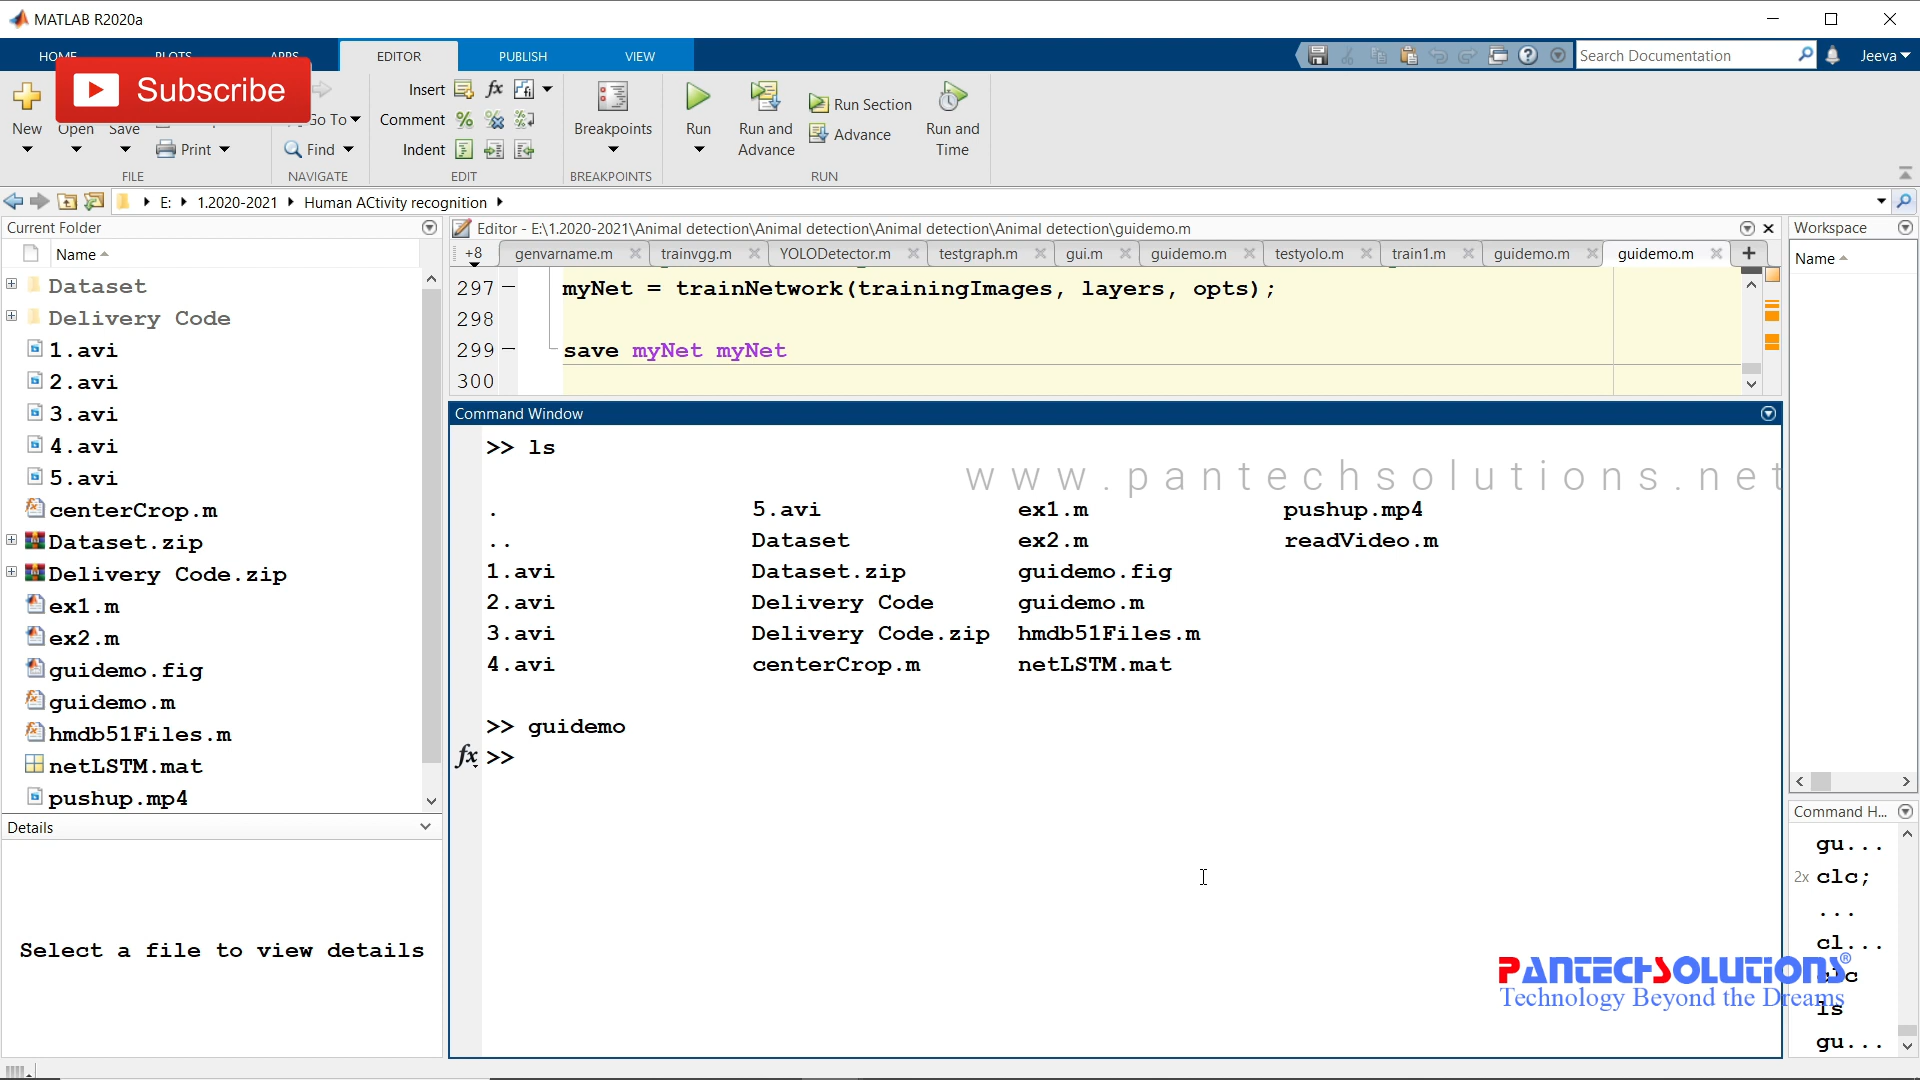 MATLAB R2020a
HOME PLOTS APPS EDITOR PUBLISH VIEW
Search Documentation
Jeeva
Subscribe
New Open Save
Print
FILE
Go To
Find
NAVIGATE
Insert fx
Comment
Indent
EDIT
Breakpoints
BREAKPOINTS
Run
Run and Advance
Run Section
Advance
Run and Time
RUN
E: 1.2020-2021 Human ACtivity recognition
Current Folder
Name
Dataset
Delivery Code
1.avi
2.avi
3.avi
4.avi
5.avi
centerCrop.m
Dataset.zip
Delivery Code.zip
ex1.m
ex2.m
guidemo.fig
guidemo.m
hmdb51Files.m
netLSTM.mat
pushup.mp4
Details
Select a file to view details
Editor - E:\1.2020-2021\Animal detection\Animal detection\Animal detection\Animal detection\guidemo.m
+8 genvarname.m trainvgg.m YOLODetector.m testgraph.m gui.m guidemo.m testyolo.m train1.m guidemo.m guidemo.m
297 myNet = trainNetwork(trainingImages, layers, opts);
298
299 save myNet myNet
300
Command Window
>> ls
www.pantechsolutions.net
. 5.avi ex1.m pushup.mp4
.. Dataset ex2.m readVideo.m
1.avi Dataset.zip guidemo.fig
2.avi Delivery Code guidemo.m
3.avi Delivery Code.zip hmdb51Files.m
4.avi centerCrop.m netLSTM.mat
>> guidemo
fx >>
Workspace
Name
Command H...
gu...
2x clc;
...
cl...
ls
gu...
PANTECHSOLUTIONS®
Technology Beyond the Dreams